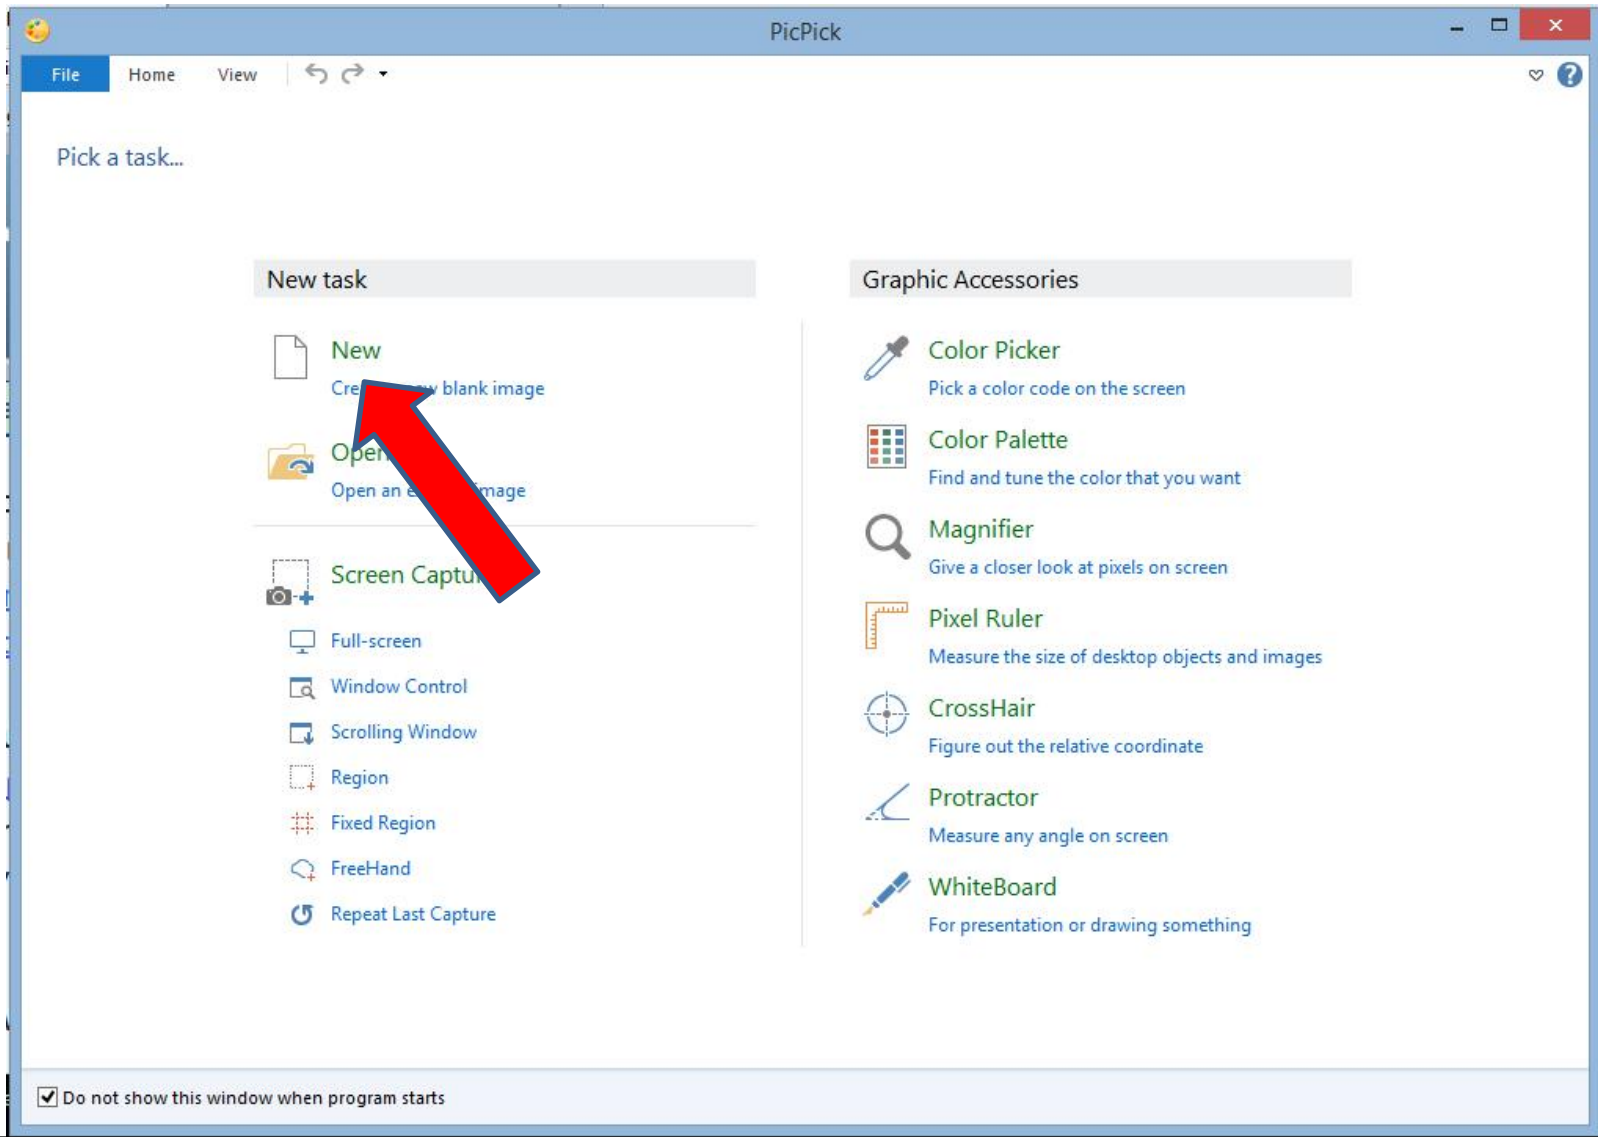 PicPick
File Home View
Pick a task...
New task
New
blank image
Open
Open an image
Screen
Full-screen
Window Control
Scrolling Window
Region
Fixed Region
FreeHand
Repeat Last Capture
Graphic Accessories
Color Picker
Pick a color code on the screen
Color Palette
Find and tune the color that you want
Magnifier
Give a closer look at pixels on screen
Pixel Ruler
Measure the size of desktop objects and images
CrossHair
Figure out the relative coordinate
Protractor
Measure any angle on screen
WhiteBoard
For presentation or drawing something
Do not show this window when program starts